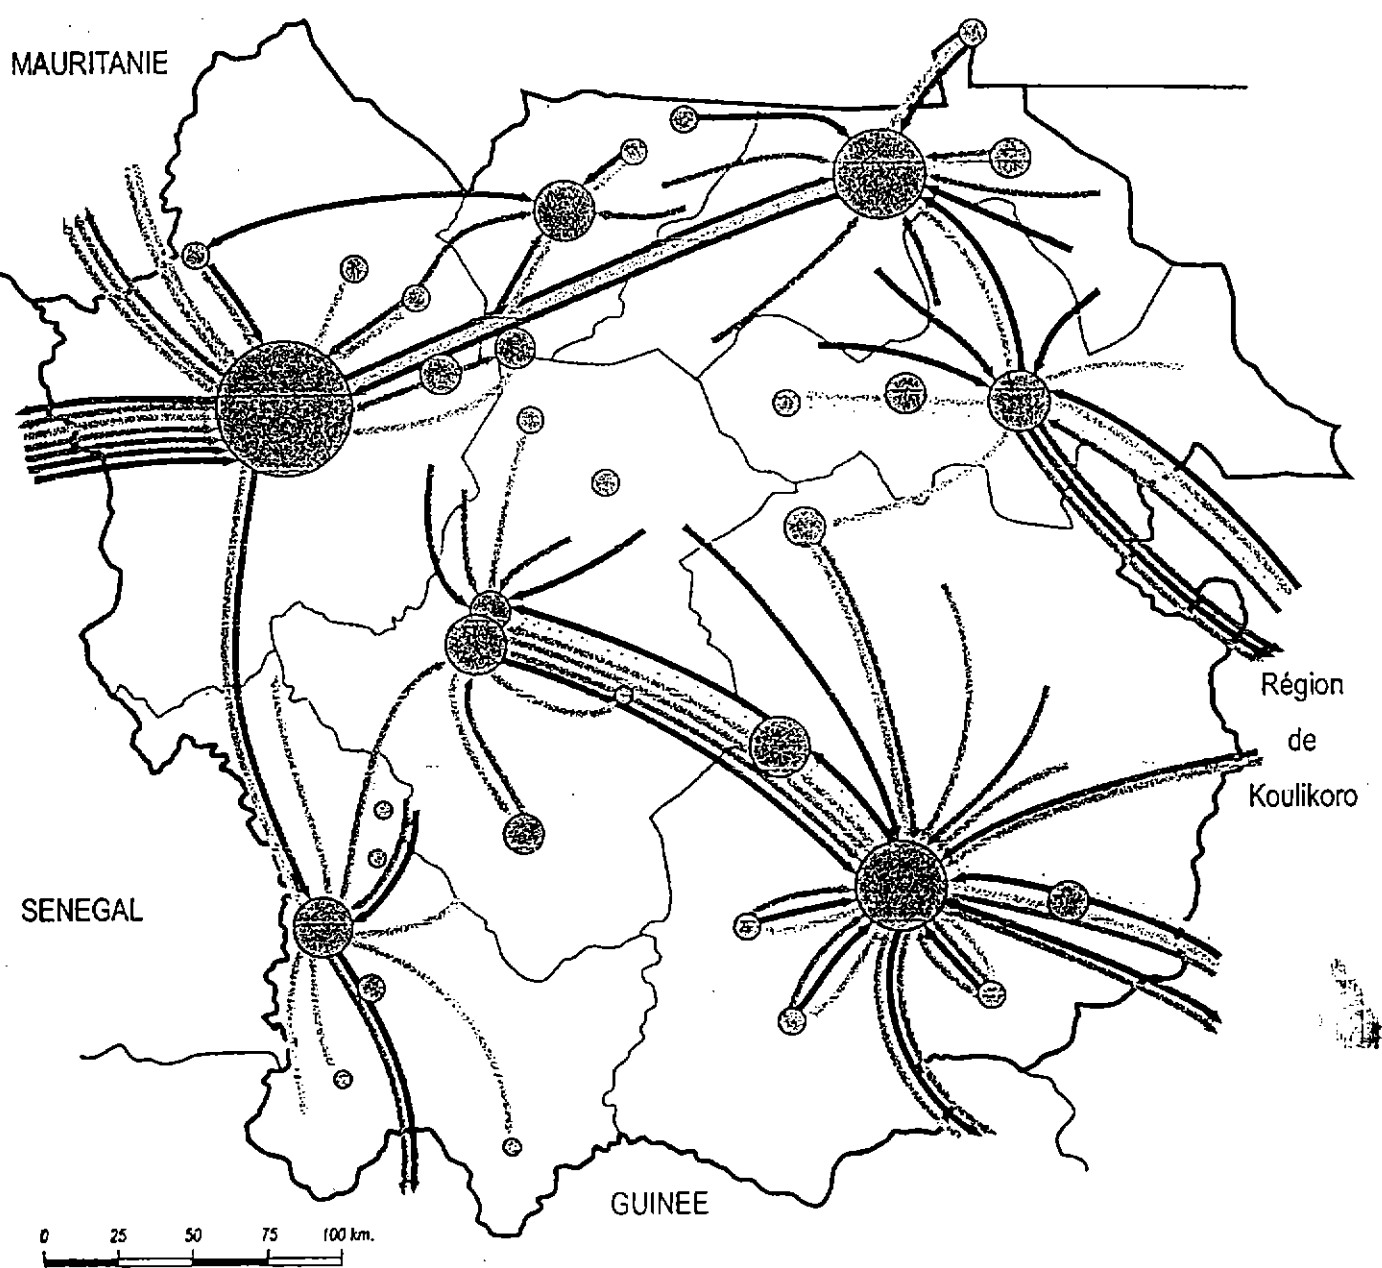 MAURITANIE
Région
de
Koulikoro
SENEGAL
GUINEE
0 25 50 75 100 km.